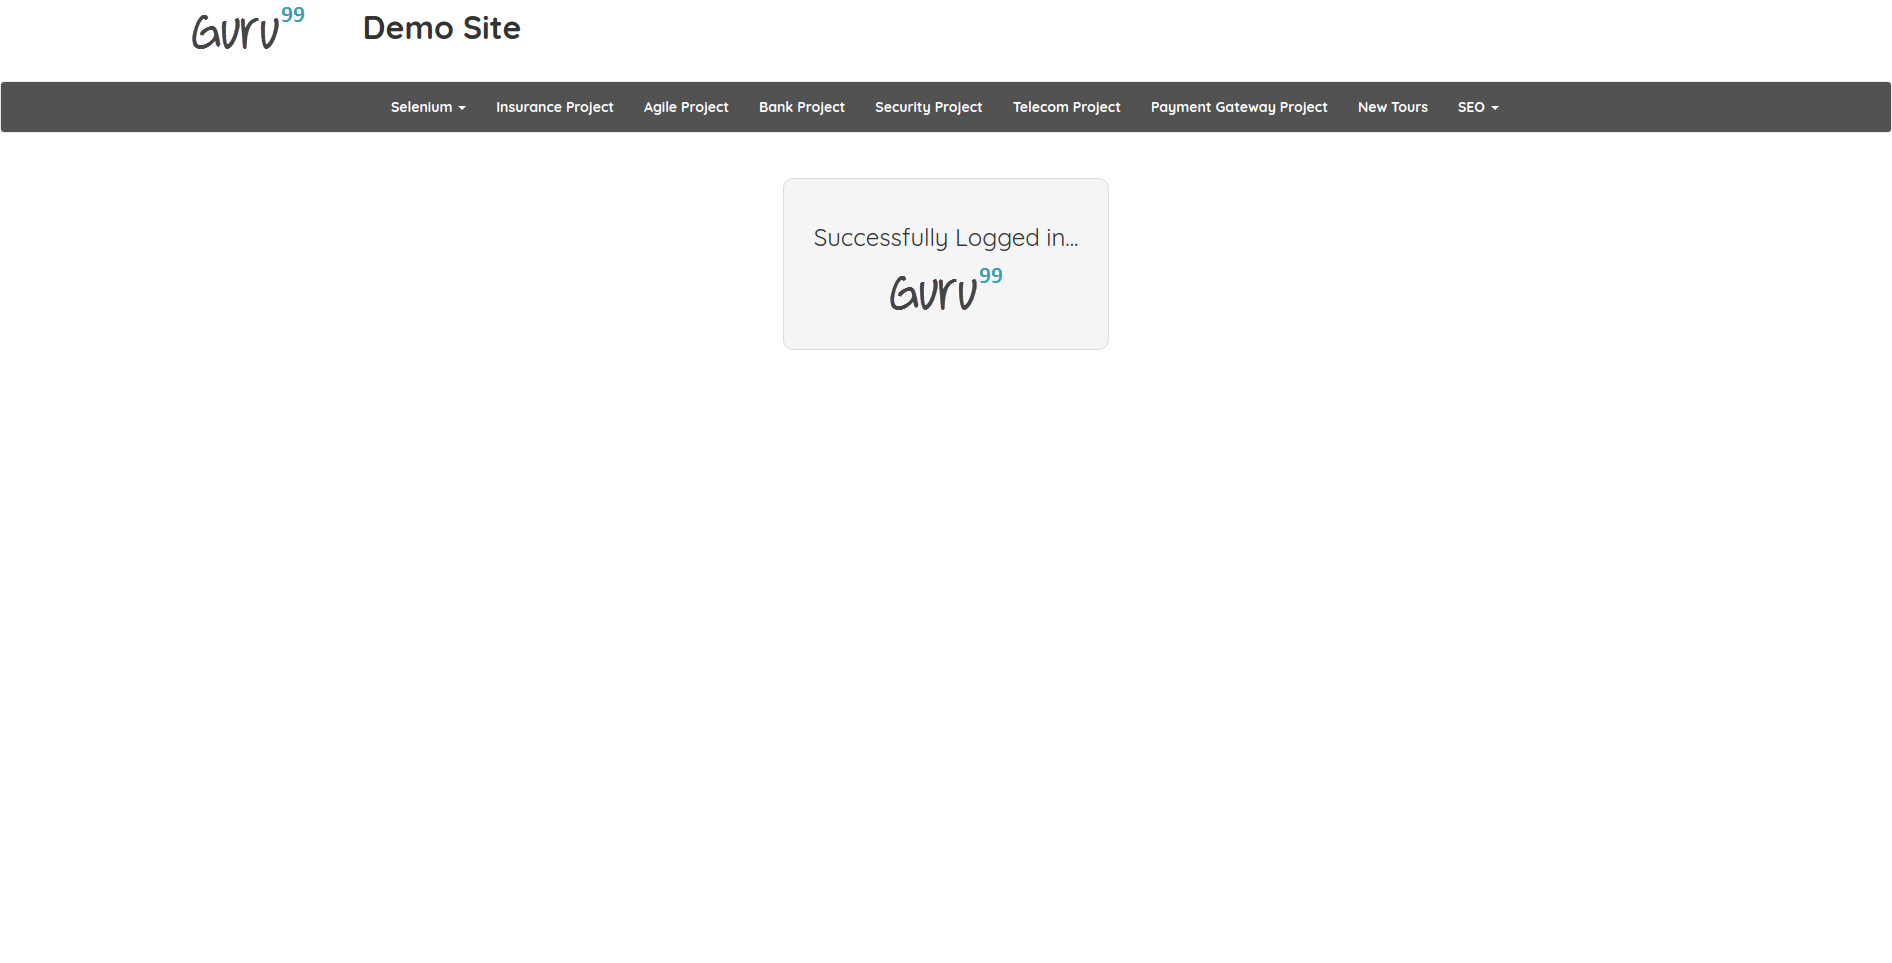 Guru99 Demo Site
Selenium Insurance Project Agile Project Bank Project Security Project Telecom Project Payment Gateway Project New Tours SEO
Successfully Logged in...
Guru99